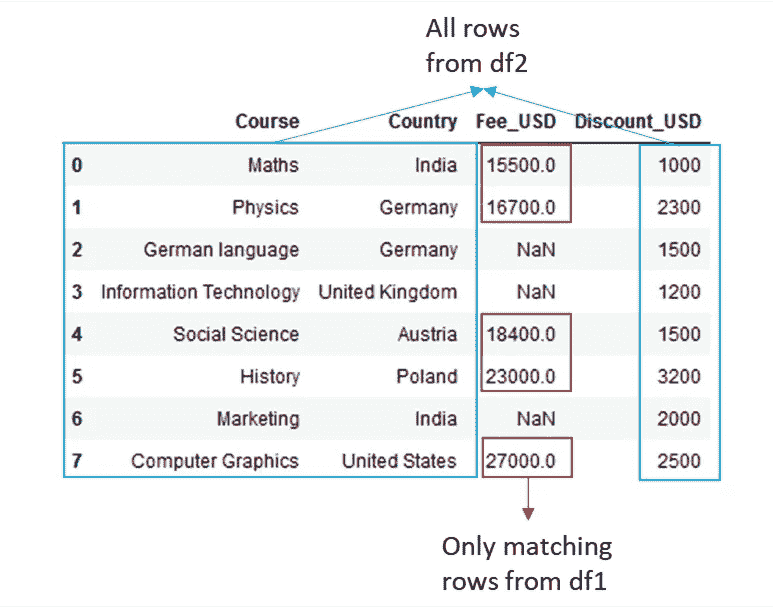 All rows
from df2
Course Country Fee_USD Discount_USD
0 Maths India 15500.0 1000
1 Physics Germany 16700.0 2300
2 German language Germany NaN 1500
3 Information Technology United Kingdom NaN 1200
4 Social Science Austria 18400.0 1500
5 History Poland 23000.0 3200
6 Marketing India NaN 2000
7 Computer Graphics United States 27000.0 2500
Only matching
rows from df1